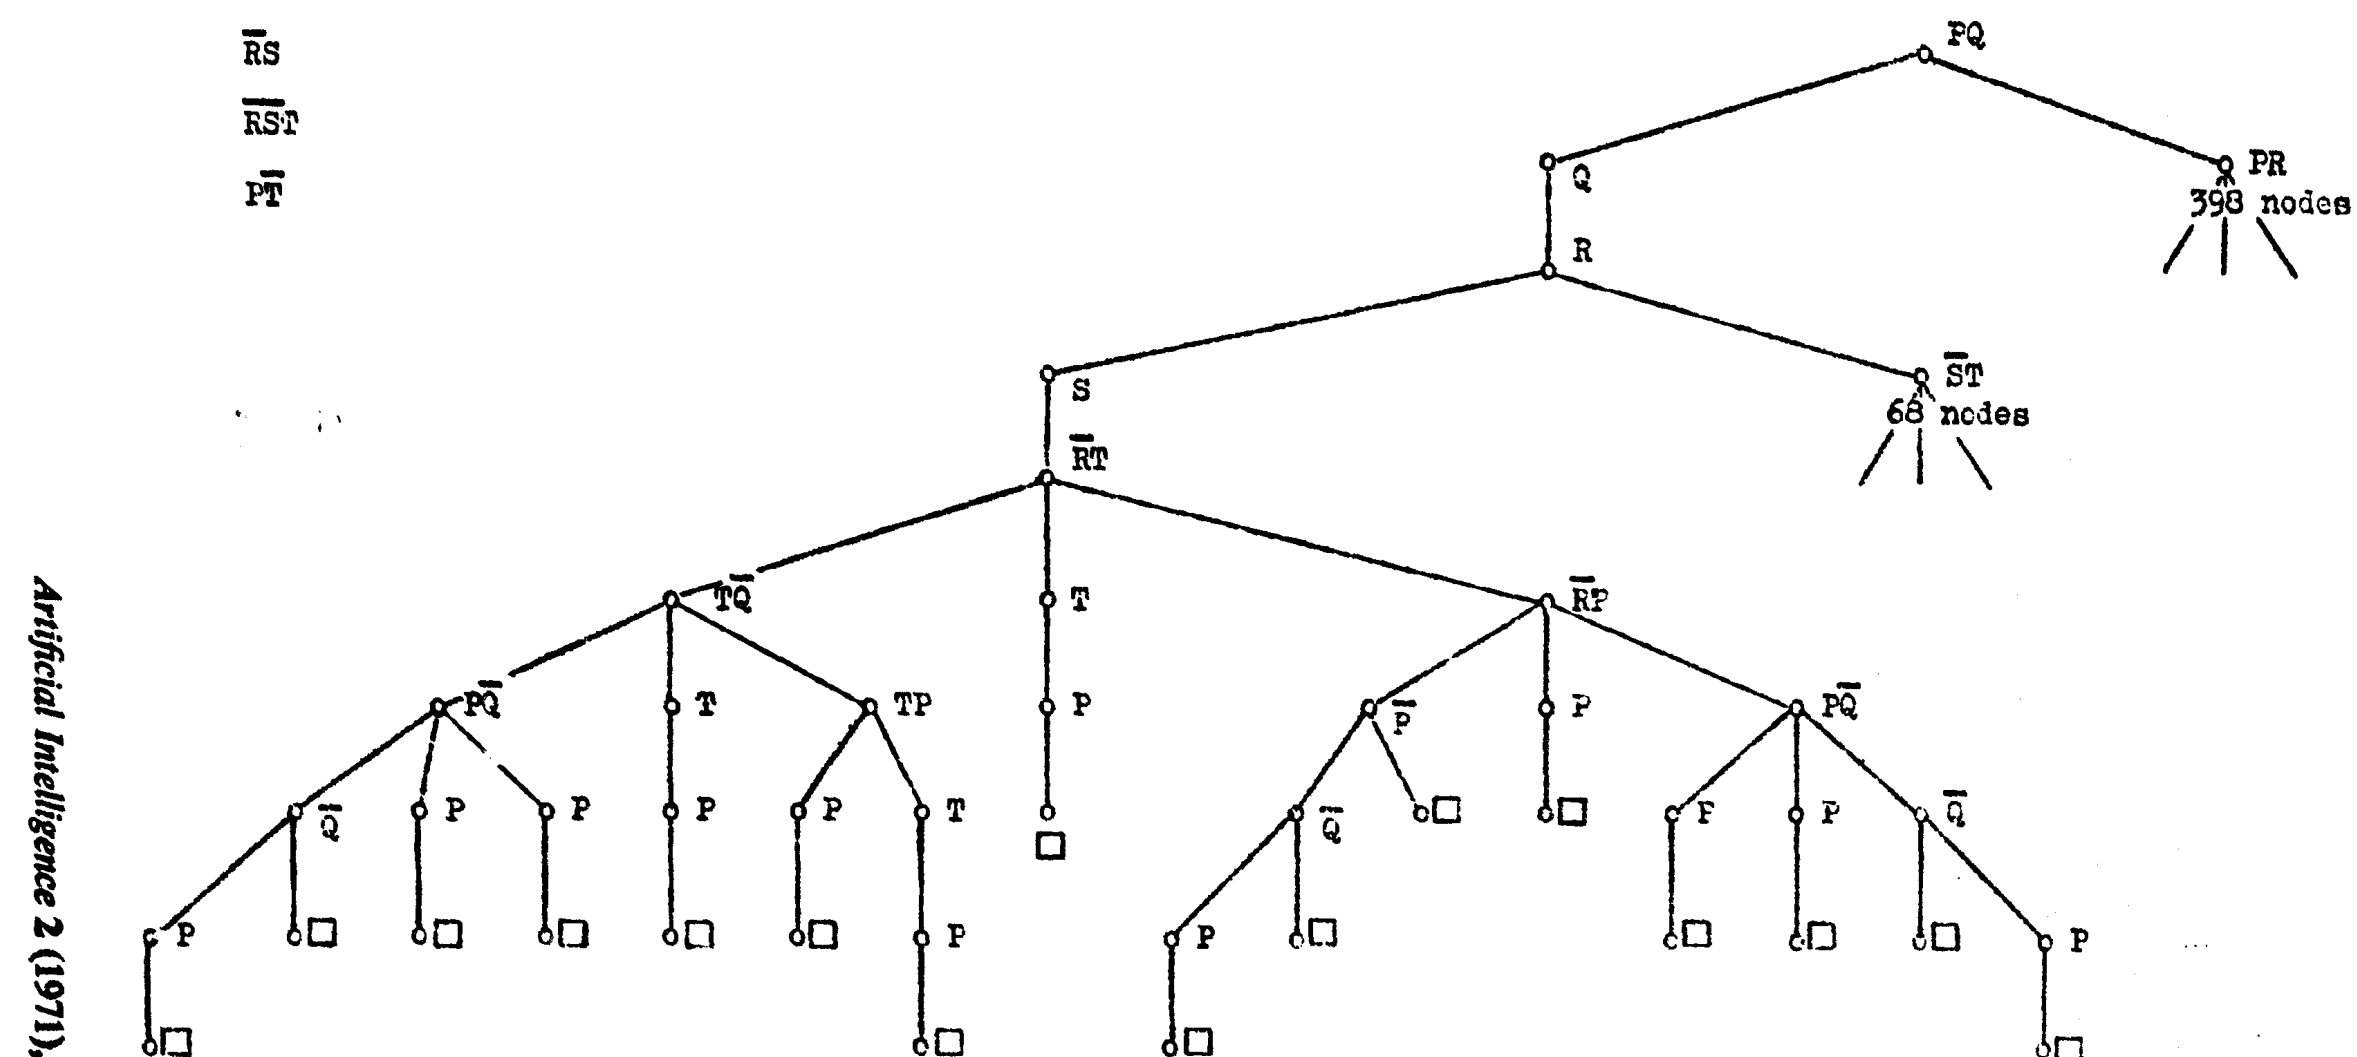 R̅S
R̅S̅T
PT̅
PQ
Q
PR
398 nodes
R
S
S̅T
68 nodes
R̅T
TQ̅
T
R̅P
PQ̅
T
TP
P
P̅
P
PQ̅
Q̅
P
P
P
P
T
□
Q̅
□
□
F
P
Q̅
P
□
□
□
□
□
P
P
□
□
□
□
P
□
□
□
□
Artificial Intelligence 2 (1971),